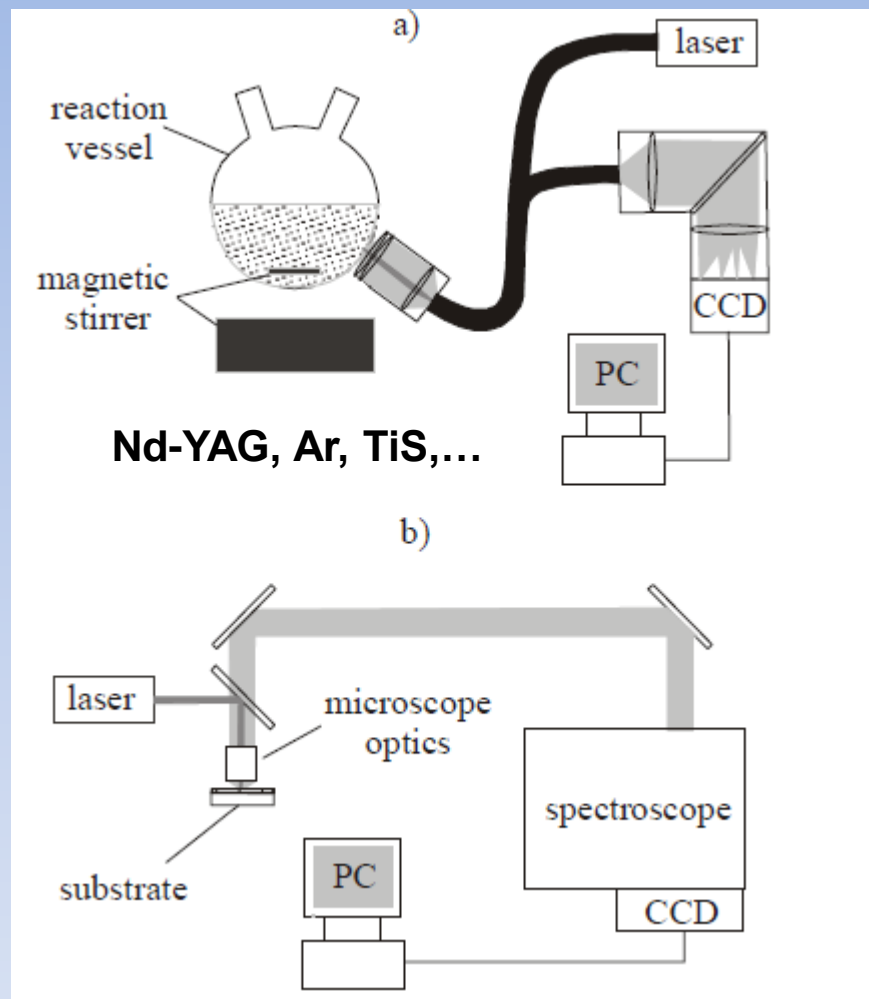 a)
laser
reaction
vessel
magnetic
stirrer
CCD
PC
Nd-YAG, Ar, TiS,...
b)
laser
microscope
optics
spectroscope
substrate
PC
CCD